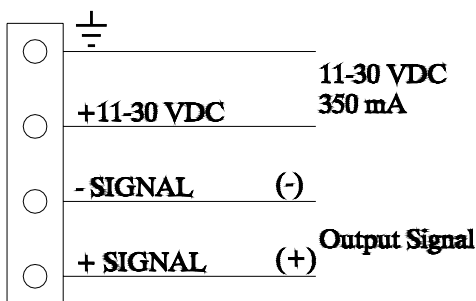 11-30 VDC
350 mA
+11-30 VDC
- SIGNAL (-)
Output Signal
+ SIGNAL (+)